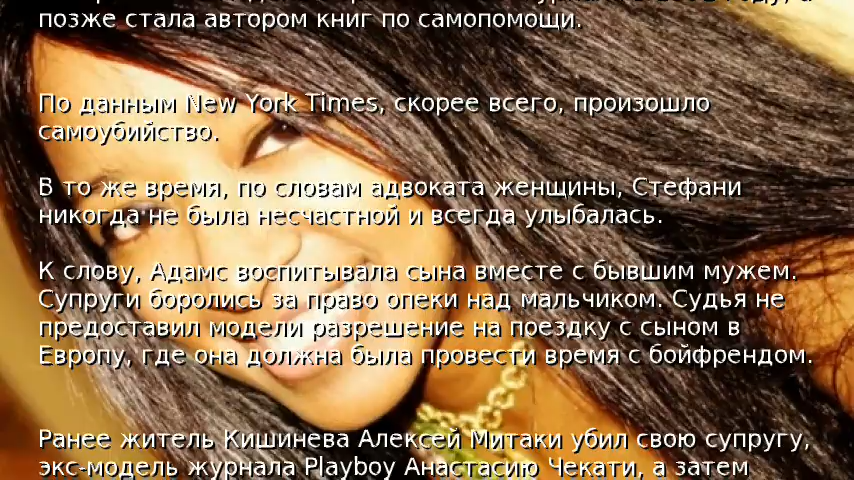 позже стала автором книг по самопомощи.
По данным New York Times, скорее всего, произошло
самоубийство.
В то же время, по словам адвоката женщины, Стефани
никогда не была несчастной и всегда улыбалась.
К слову, Адамс воспитывала сына вместе с бывшим мужем.
Супруги боролись за право опеки над мальчиком. Судья не
предоставил модели разрешение на поездку с сыном в
Европу, где она должна была провести время с бойфрендом.
Ранее житель Кишинева Алексей Митаки убил свою супругу,
экс-модель журнала Playboy Анастасию Чекати, а затем